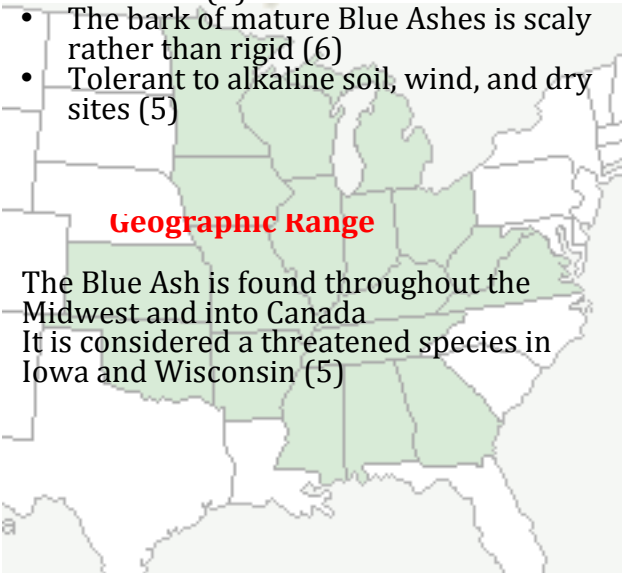 • The bark of mature Blue Ashes is scaly
rather than rigid (6)
• Tolerant to alkaline soil, wind, and dry
sites (5)
Geographic Range
The Blue Ash is found throughout the
Midwest and into Canada
It is considered a threatened species in
Iowa and Wisconsin (5)
a